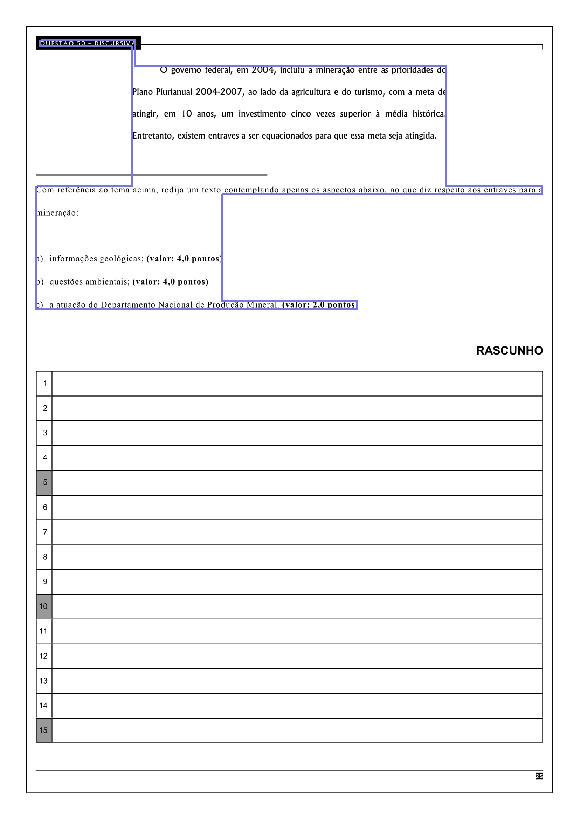 QUESTÃO 39 – DISCURSIVA
O governo federal, em 2004, incluiu a mineração entre as prioridades do
Plano Plurianual 2004-2007, ao lado da agricultura e do turismo, com a meta de
atingir, em 10 anos, um investimento cinco vezes superior à média histórica.
Entretanto, existem entraves a ser equacionados para que essa meta seja atingida.
Com referência ao tema acima, redija um texto contemplando apenas os aspectos abaixo, no que diz respeito aos entraves para a
mineração:
a) informações geológicas; (valor: 4,0 pontos)
b) questões ambientais; (valor: 4,0 pontos)
c) a atuação do Departamento Nacional de Produção Mineral. (valor: 2,0 pontos)
RASCUNHO
1
2
3
4
5
6
7
8
9
10
11
12
13
14
15